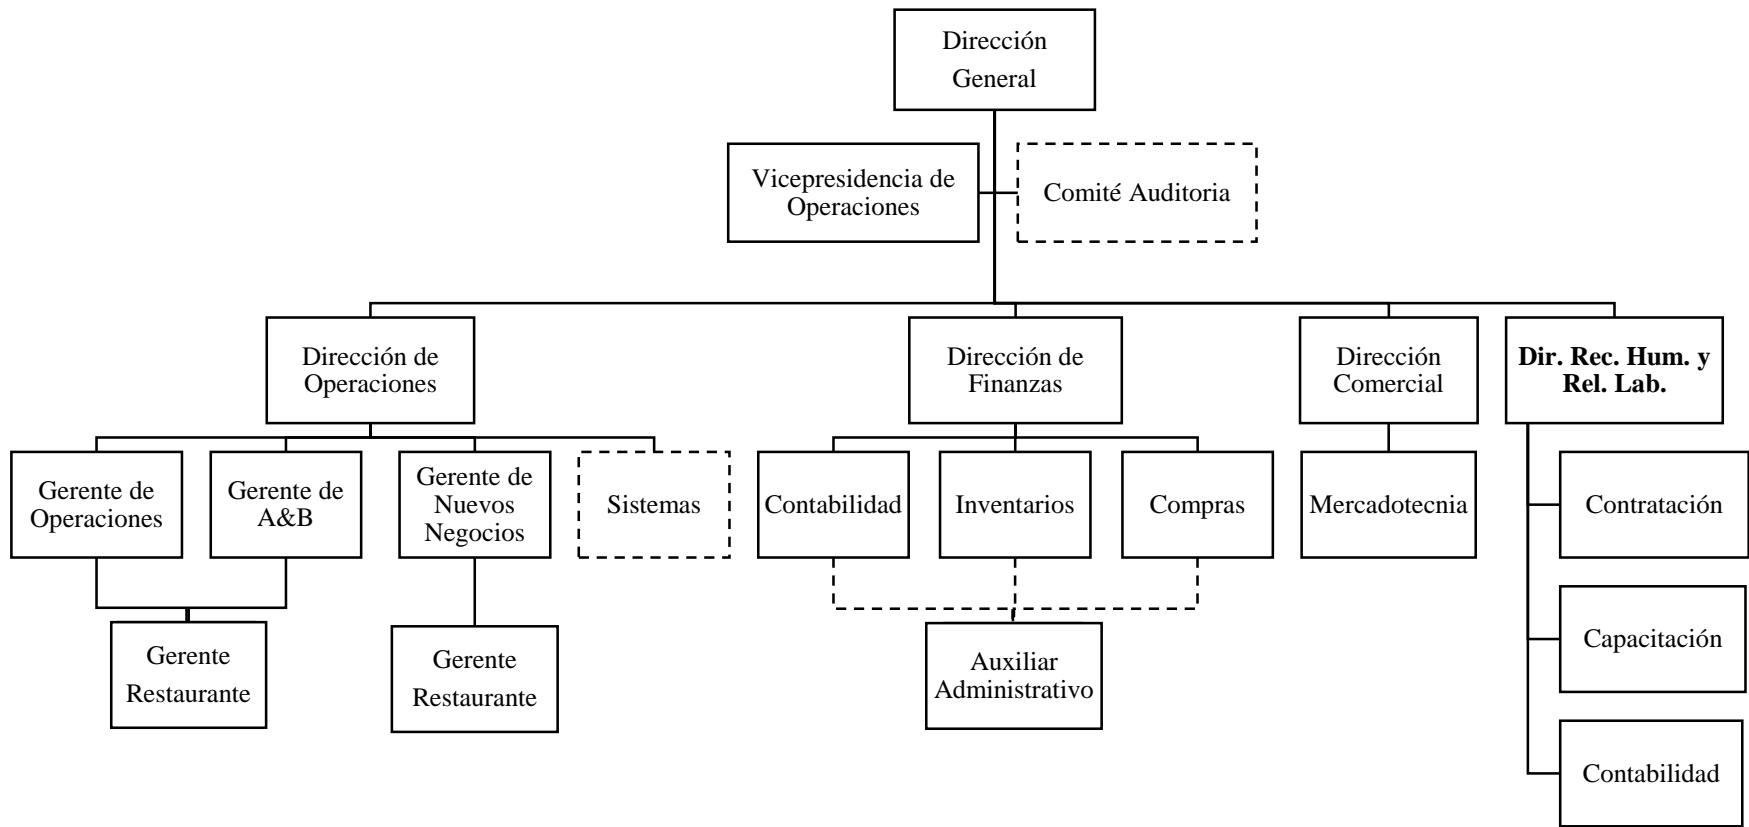 Dirección
General
Vicepresidencia de
Operaciones
Comité Auditoria
Dirección de
Operaciones
Dirección de
Finanzas
Dirección
Comercial
Dir. Rec. Hum. y
Rel. Lab.
Gerente de
Operaciones
Gerente de
A&B
Gerente de
Nuevos
Negocios
Sistemas
Contabilidad
Inventarios
Compras
Mercadotecnia
Contratación
Gerente
Restaurante
Gerente
Restaurante
Auxiliar
Administrativo
Capacitación
Contabilidad